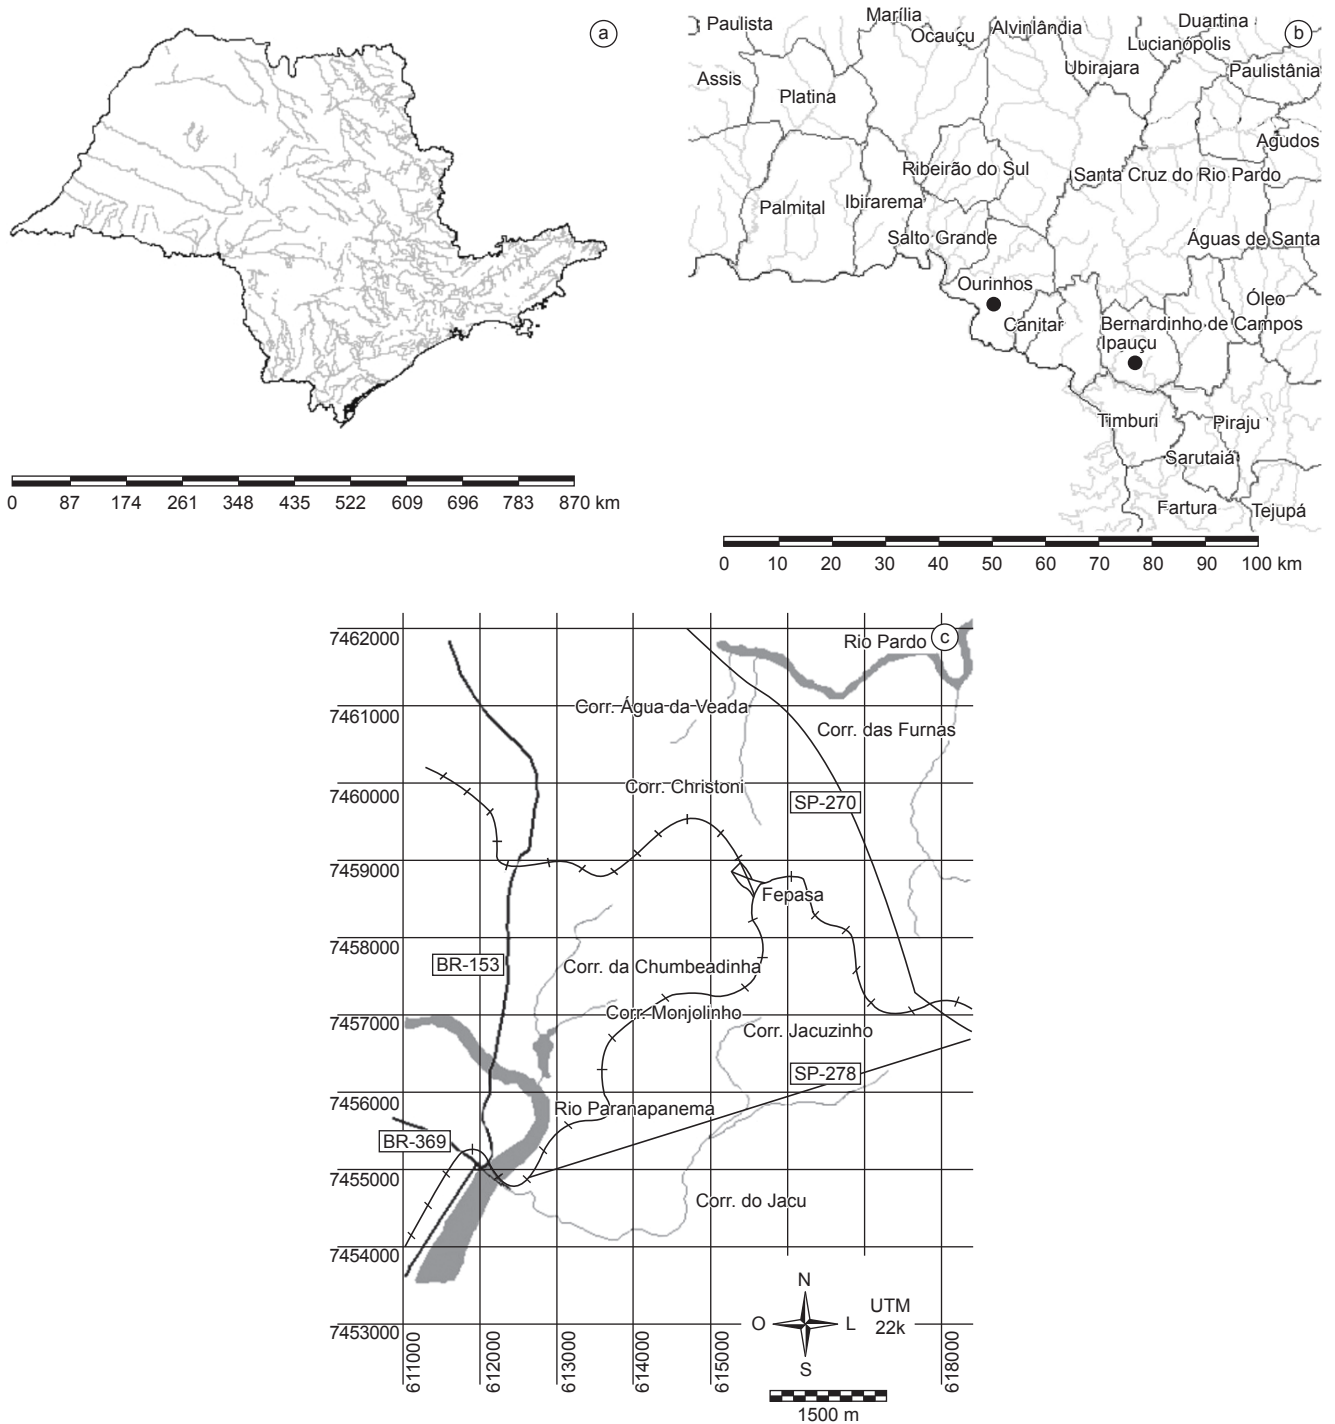 a
0 87 174 261 348 435 522 609 696 783 870 km
b
Paulista
Marília
Ocauçu
Alvinlândia
Duartina
Lucianópolis
Assis
Platina
Ubirajara
Paulistânia
Agudos
Ribeirão do Sul
Santa Cruz do Rio Pardo
Palmital
Ibirarema
Salto Grande
Águas de Santa
Ourinhos
Óleo
Canitar
Bernardinho de Campos
Ipauçu
Timburi
Piraju
Sarutaiá
Fartura
Tejupá
0 10 20 30 40 50 60 70 80 90 100 km
c
7462000
Rio Pardo
7461000
Corr. Água da Veada
Corr. das Furnas
7460000
Corr. Christoni
SP-270
7459000
Fepasa
7458000
BR-153
Corr. da Chumbeadinha
7457000
Corr. Monjolinho
Corr. Jacuzinho
SP-278
7456000
Rio Paranapanema
BR-369
7455000
Corr. do Jacu
7454000
N
O L
S
UTM
22k
7453000
611000
612000
613000
614000
615000
618000
1500 m